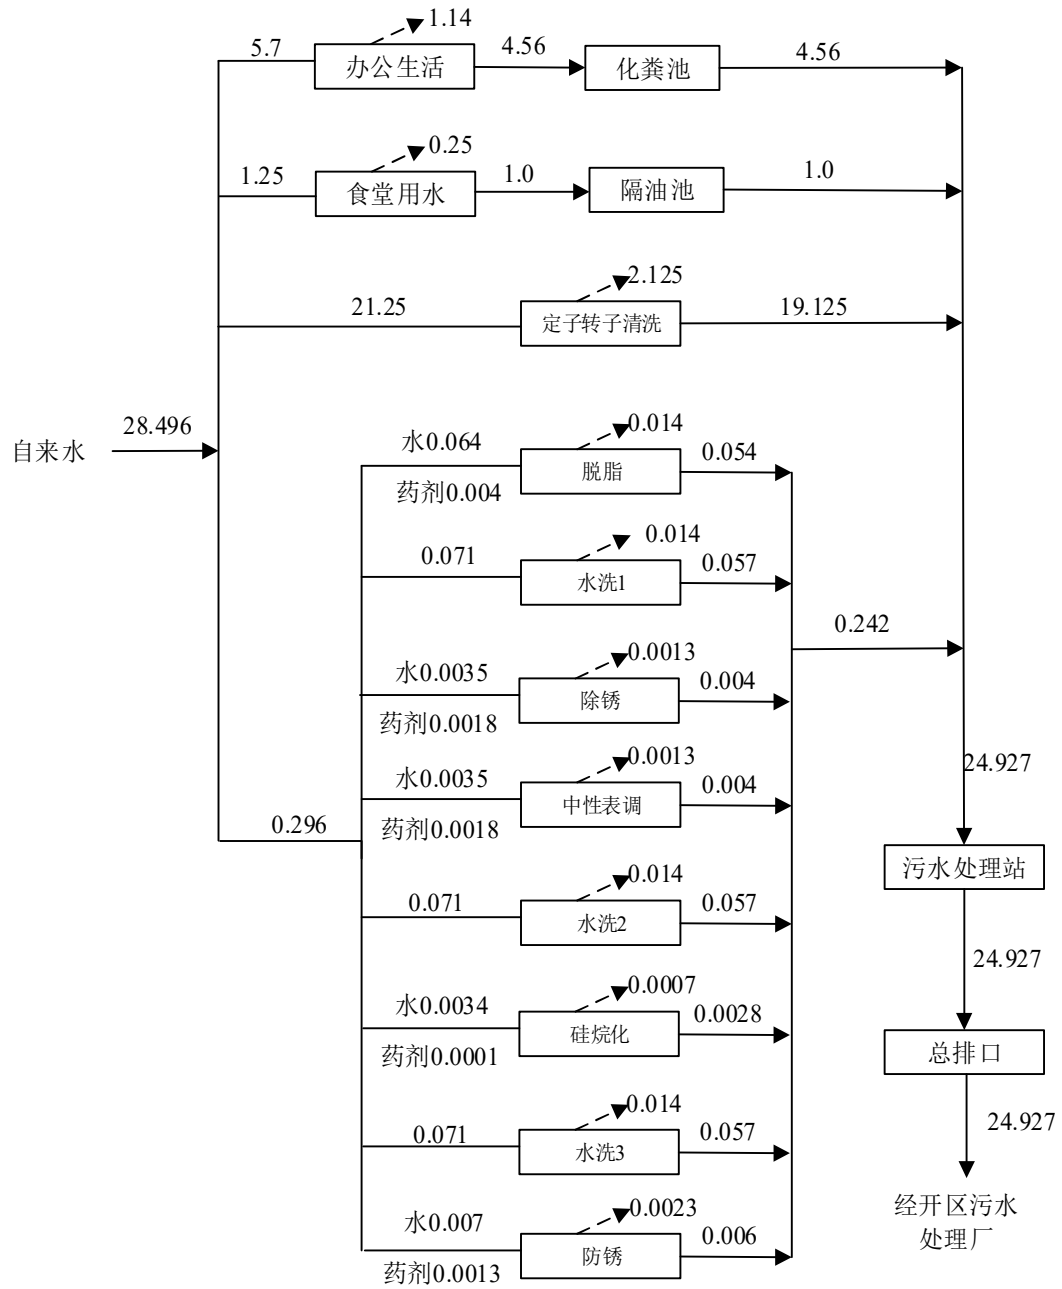 1.14
5.7
办公生活
4.56
化粪池
4.56
0.25
1.25
食堂用水
1.0
隔油池
1.0
2.125
21.25
定子转子清洗
19.125
自来水
28.496
0.014
水0.064
脱脂
0.054
药剂0.004
0.014
0.071
水洗1
0.057
0.242
0.0013
水0.0035
除锈
0.004
药剂0.0018
0.0013
水0.0035
中性表调
0.004
药剂0.0018
24.927
0.296
污水处理站
0.014
0.071
水洗2
0.057
24.927
0.0007
水0.0034
硅烷化
0.0028
药剂0.0001
总排口
0.014
0.071
水洗3
0.057
24.927
0.0023
水0.007
防锈
0.006
药剂0.0013
经开区污水
处理厂